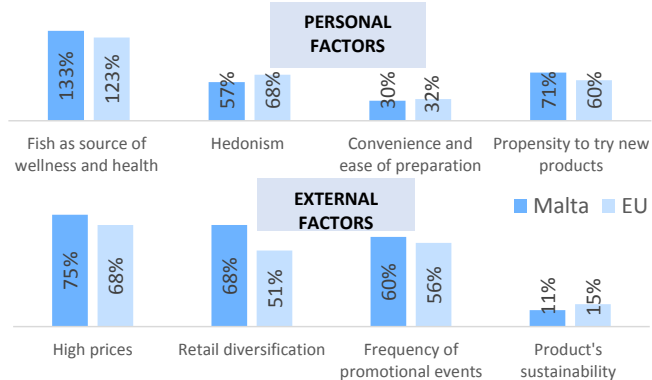 PERSONAL
FACTORS
133%
123%
57%
68%
30%
32%
71%
60%
Fish as source of
wellness and health
Hedonism
Convenience and
ease of preparation
Propensity to try new
products
EXTERNAL
FACTORS
Malta
EU
75%
68%
68%
51%
60%
56%
11%
15%
High prices
Retail diversification
Frequency of
promotional events
Product's
sustainability